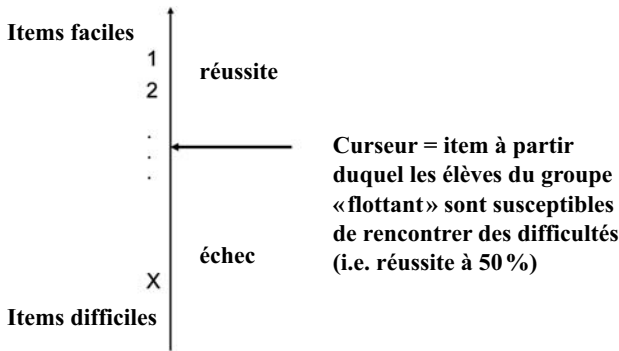 Items faciles
1
réussite
2
.
.
.
Curseur = item à partir
duquel les élèves du groupe
«flottant» sont susceptibles
de rencontrer des difficultés
(i.e. réussite à 50 %)
échec
X
Items difficiles